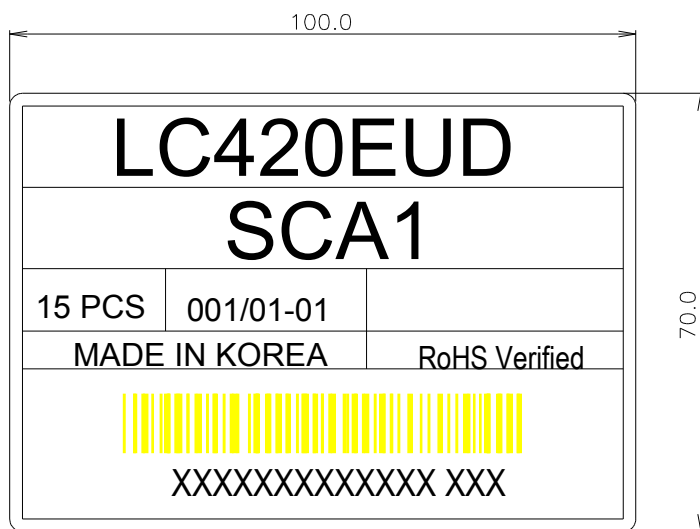 100.0
LC420EUD
SCA1
15 PCS 001/01-01
MADE IN KOREA RoHS Verified
XXXXXXXXXXXXX XXX
70.0